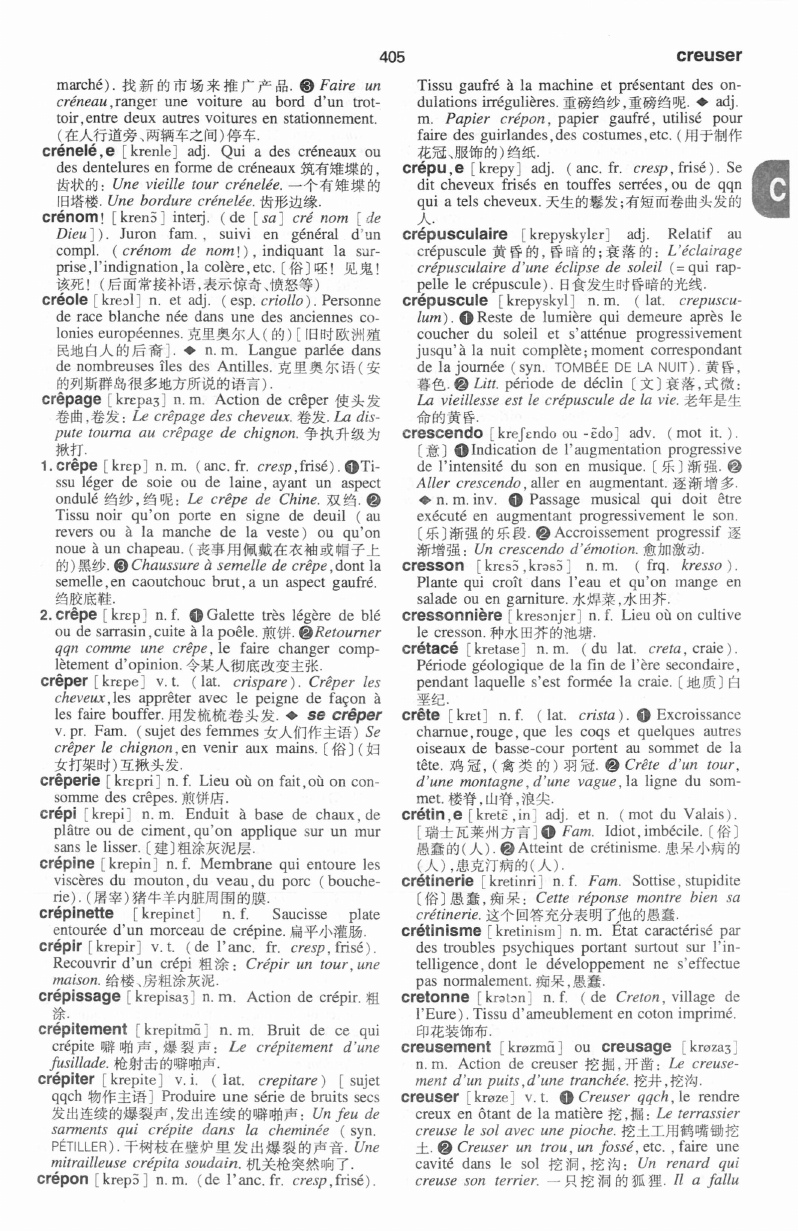 405
creuser
marché). 找新的市场来推广产品. ❸ Faire un
créneau,ranger une voiture au bord d'un trot-
toir,entre deux autres voitures en stationnement.
(在人行道旁、两辆车之间)停车.
crénelé,e [krenle] adj. Qui a des créneaux ou
des dentelures en forme de créneaux 筑有雉堞的,
齿状的: Une vieille tour crénelée. 一个有雉堞的
旧塔楼. Une bordure crénelée. 齿形边缘.
crénom! [krenɔ̃] interj. (de [sa] cré nom [de
Dieu]). Juron fam., suivi en général d'un
compl. (crénom de nom!), indiquant la sur-
prise,l'indignation,la colère,etc. [俗]呸! 见鬼!
该死! (后面常接补语,表示惊奇、愤怒等)
créole [kreɔl] n. et adj. (esp. criollo). Personne
de race blanche née dans une des anciennes co-
lonies européennes. 克里奥尔人(的)[旧时欧洲殖
民地白人的后裔]. ◆ n. m. Langue parlée dans
de nombreuses îles des Antilles. 克里奥尔语(安
的列斯群岛很多地方所说的语言).
crêpage [krɛpaʒ] n. m. Action de crêper 使头发
卷曲,卷发: Le crêpage des cheveux. 卷发. La dis-
pute tourna au crêpage de chignon. 争执升级为
揪打.
1. crêpe [krɛp] n. m. (anc. fr. cresp,frisé). ❶Ti-
ssu léger de soie ou de laine, ayant un aspect
ondulé 绉纱,绉呢: Le crêpe de Chine. 双绉. ❷
Tissu noir qu'on porte en signe de deuil (au
revers ou à la manche de la veste) ou qu'on
noue à un chapeau. (丧事用佩戴在衣袖或帽子上
的)黑纱. ❸ Chaussure à semelle de crêpe,dont la
semelle,en caoutchouc brut,a un aspect gaufré.
绉胶底鞋.
2. crêpe [krɛp] n. f. ❶Galette très légère de blé
ou de sarrasin,cuite à la poêle. 煎饼. ❷Retourner
qqn comme une crêpe, le faire changer comp-
lètement d'opinion. 令某人彻底改变主张.
crêper [krɛpe] v. t. (lat. crispare). Crêper les
cheveux,les apprêter avec le peigne de façon à
les faire bouffer. 用发梳梳卷头发. ◆ se crêper
v. pr. Fam. (sujet des femmes 女人们作主语) Se
crêper le chignon,en venir aux mains. [俗](妇
女打架时)互揪头发.
crêperie [krɛpri] n. f. Lieu où on fait,où on con-
somme des crêpes. 煎饼店.
crépi [krepi] n. m. Enduit à base de chaux, de
plâtre ou de ciment,qu'on applique sur un mur
sans le lisser. [建]粗涂灰泥层.
crépine [krepin] n. f. Membrane qui entoure les
viscères du mouton,du veau,du porc (bouche-
rie). (屠宰)猪牛羊内脏周围的膜.
crépinette [krepinɛt] n. f. Saucisse plate
entourée d'un morceau de crépine. 扁平小灌肠.
crépir [krepir] v. t. (de l'anc. fr. cresp,frisé).
Recouvrir d'un crépi 粗涂: Crépir un tour,une
maison. 给楼、房粗涂灰泥.
crépissage [krepisaʒ] n. m. Action de crépir. 粗
涂.
crépitement [krepitmɑ̃] n. m. Bruit de ce qui
crépite 噼啪声,爆裂声: Le crépitement d'une
fusillade. 枪射击的噼啪声.
crépiter [krepite] v. i. (lat. crepitare) [sujet
qqch 物作主语] Produire une série de bruits secs
发出连续的爆裂声,发出连续的噼啪声: Un feu de
sarments qui crépite dans la cheminée (syn.
PÉTILLER). 干树枝在壁炉里发出爆裂的声音. Une
mitrailleuse crépita soudain. 机关枪突然响了.
crépon [krepɔ̃] n. m. (de l'anc. fr. cresp,frisé).
Tissu gaufré à la machine et présentant des on-
dulations irrégulières. 重磅绉纱,重磅绉呢. ◆ adj.
m. Papier crépon, papier gaufré, utilisé pour
faire des guirlandes,des costumes,etc. (用于制作
花冠、服饰的)绉纸.
crépu,e [krepy] adj. (anc. fr. cresp,frisé). Se
dit cheveux frisés en touffes serrées,ou de qqn
qui a tels cheveux. 天生的鬈发;有短而卷曲头发的
人.
crépusculaire [krepyskylɛr] adj. Relatif au
crépuscule 黄昏的,昏暗的;衰落的: L'éclairage
crépusculaire d'une éclipse de soleil (=qui rap-
pelle le crépuscule). 日食发生时昏暗的光线.
crépuscule [krepyskyl] n. m. (lat. crepuscu-
lum). ❶Reste de lumière qui demeure après le
coucher du soleil et s'atténue progressivement
jusqu'à la nuit complète;moment correspondant
de la journée (syn. TOMBÉE DE LA NUIT). 黄昏,
暮色. ❷ Litt. période de déclin [文]衰落,式微:
La vieillesse est le crépuscule de la vie. 老年是生
命的黄昏.
crescendo [kreʃɛndo ou -ɛ̃do] adv. (mot it.).
[意] ❶Indication de l'augmentation progressive
de l'intensité du son en musique. [乐]渐强. ❷
Aller crescendo,aller en augmentant. 逐渐增多.
◆ n. m. inv. ❶ Passage musical qui doit être
exécuté en augmentant progressivement le son.
[乐]渐强的乐段. ❷Accroissement progressif 逐
渐增强: Un crescendo d'émotion. 愈加激动.
cresson [krɛsɔ̃,krəsɔ̃] n. m. (frq. kresso).
Plante qui croît dans l'eau et qu'on mange en
salade ou en garniture. 水焊菜,水田芥.
cressonnière [kresɔnjɛr] n. f. Lieu où on cultive
le cresson. 种水田芥的池塘.
crétacé [kretase] n. m. (du lat. creta,craie).
Période géologique de la fin de l'ère secondaire,
pendant laquelle s'est formée la craie. [地质]白
垩纪.
crête [krɛt] n. f. (lat. crista). ❶ Excroissance
charnue,rouge,que les coqs et quelques autres
oiseaux de basse-cour portent au sommet de la
tête. 鸡冠,(禽类的)羽冠. ❷ Crête d'un tour,
d'une montagne,d'une vague,la ligne du som-
met. 楼脊,山脊,浪尖.
crétin,e [kretɛ̃,in] adj. et n. (mot du Valais).
[瑞士瓦莱州方言]❶ Fam. Idiot,imbécile. [俗]
愚蠢的(人). ❷Atteint de crétinisme. 患呆小病的
(人),患克汀病的(人).
crétinerie [kretinri] n. f. Fam. Sottise,stupidite
[俗]愚蠢,痴呆: Cette réponse montre bien sa
crétinerie. 这个回答充分表明了他的愚蠢.
crétinisme [kretinism] n. m. État caractérisé par
des troubles psychiques portant surtout sur l'in-
telligence,dont le développement ne s'effectue
pas normalement. 痴呆,愚蠢.
cretonne [krətɔn] n. f. (de Creton, village de
l'Eure). Tissu d'ameublement en coton imprimé.
印花装饰布.
creusement [krøzmɑ̃] ou creusage [krøzaʒ]
n. m. Action de creuser 挖掘,开凿: Le creuse-
ment d'un puits,d'une tranchée. 挖井,挖沟.
creuser [krøze] v. t. ❶ Creuser qqch,le rendre
creux en ôtant de la matière 挖,掘: Le terrassier
creuse le sol avec une pioche. 挖土工用鹤嘴锄挖
土. ❷ Creuser un trou,un fossé,etc., faire une
cavité dans le sol 挖洞,挖沟: Un renard qui
creuse son terrier. 一只挖洞的狐狸. Il a fallu
C